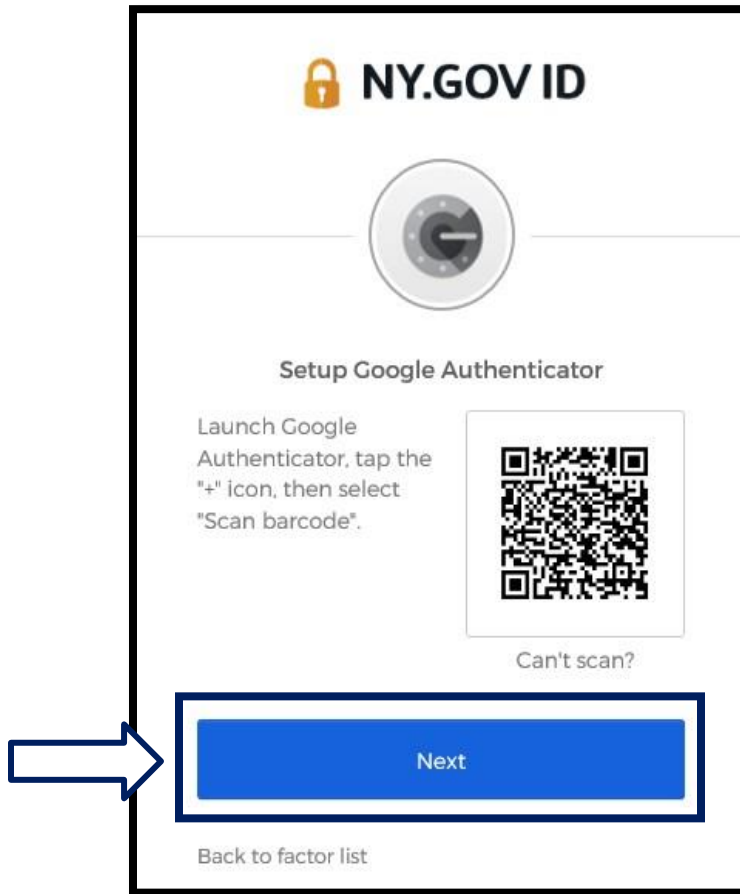 NY.GOV ID
Setup Google Authenticator
Launch Google
Authenticator, tap the
"+" icon, then select
"Scan barcode".
Can't scan?
Next
Back to factor list